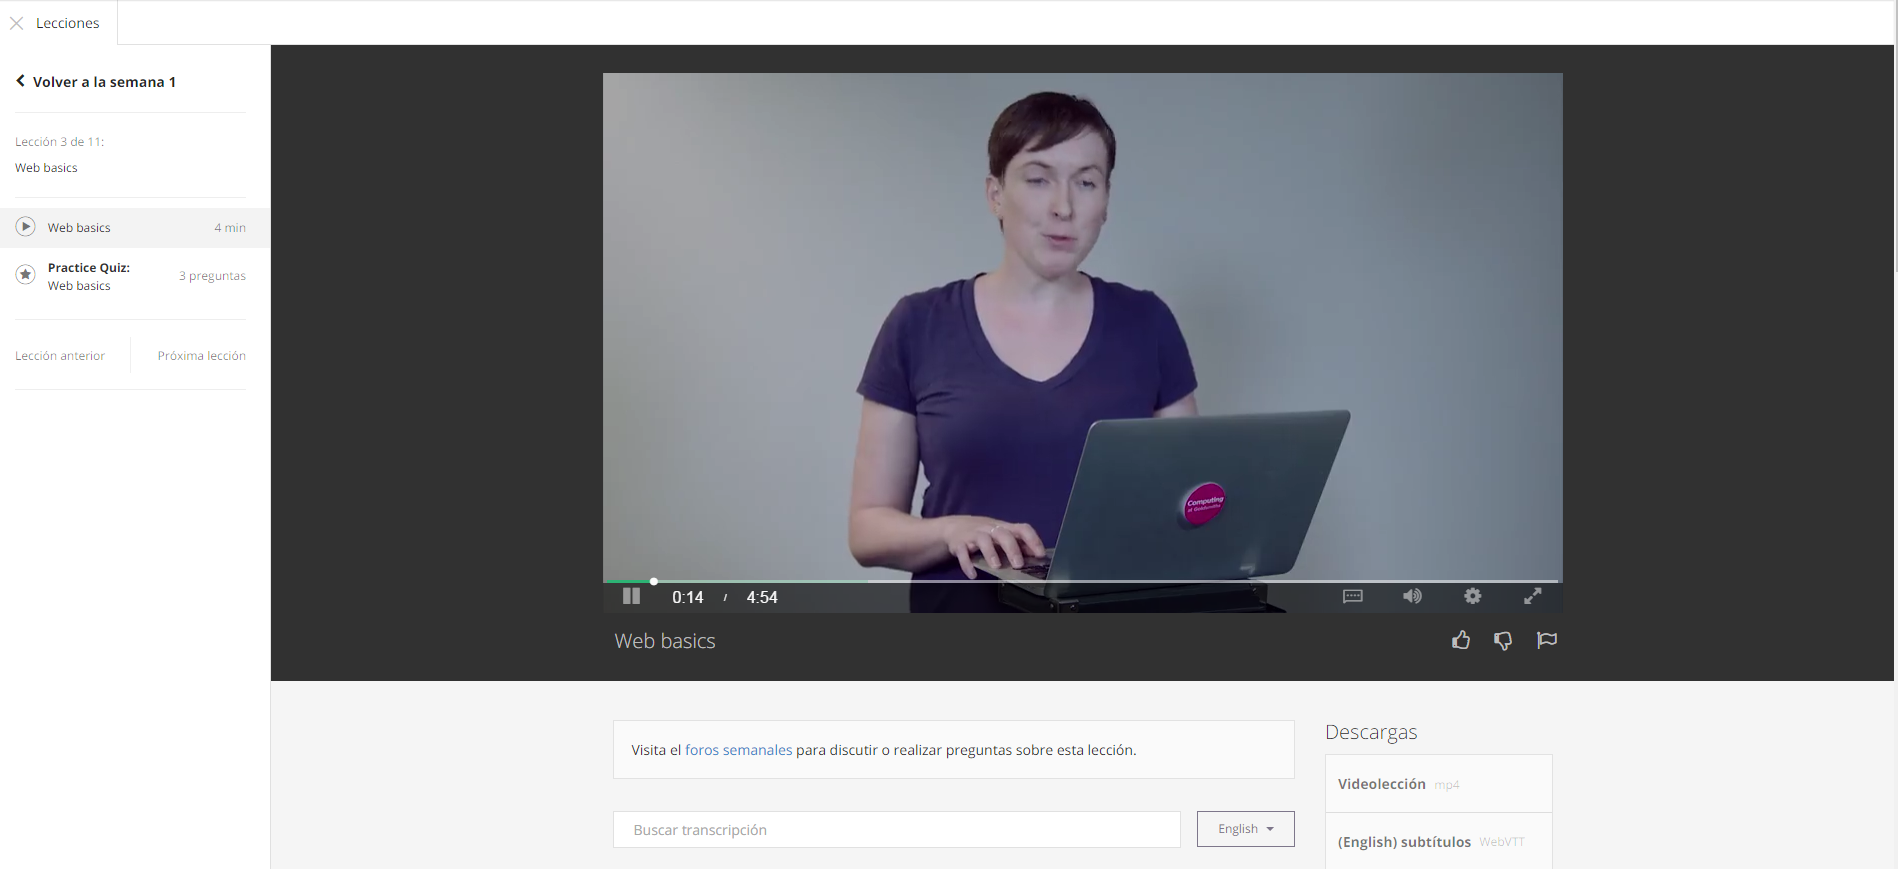 Lecciones
Volver a la semana 1
Lección 3 de 11:
Web basics
Web basics 4 min
Practice Quiz:
Web basics
3 preguntas
Lección anterior Próxima lección
Computing
at Goldsmiths
0:14 / 4:54
Web basics
Visita el foros semanales para discutir o realizar preguntas sobre esta lección.
Buscar transcripción
English
Descargas
Videolección mp4
(English) subtítulos WebVTT